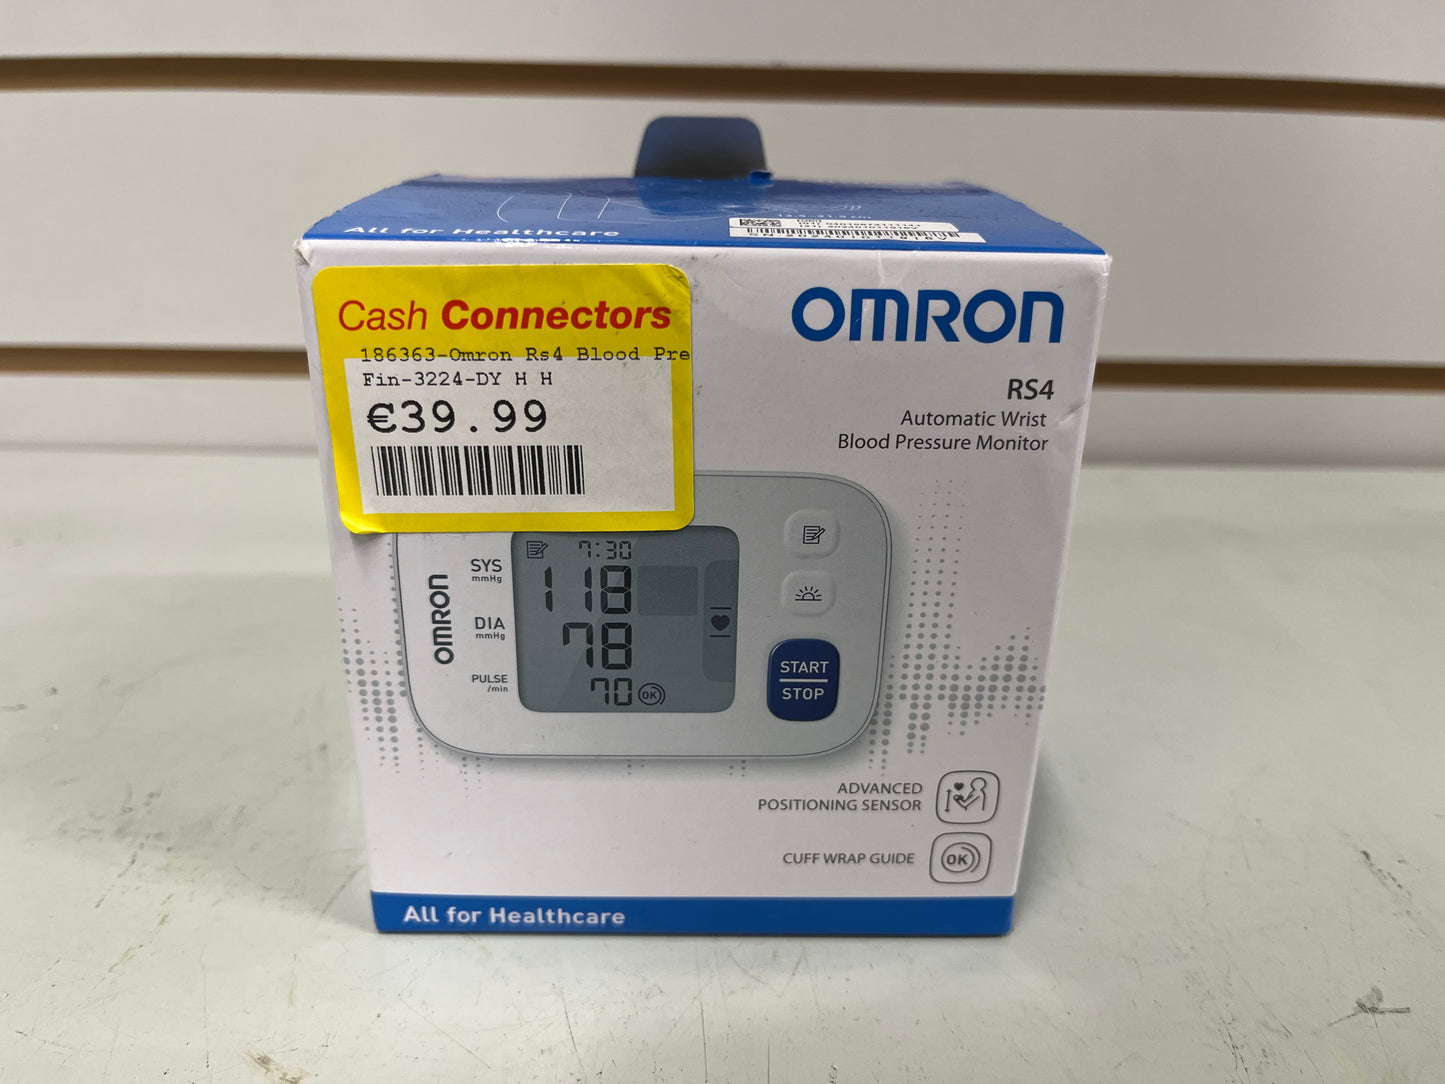 All for Healthcare
Cash Connectors
186363-Omron Rs4 Blood Pre
Fin-3224-DY H H
€39.99
OMRON
RS4
Automatic Wrist
Blood Pressure Monitor
OMRON
7:30
SYS
mmHg
118
DIA
mmHg
78
PULSE
/min
70
OK
START
STOP
ADVANCED
POSITIONING SENSOR
CUFF WRAP GUIDE
OK
All for Healthcare